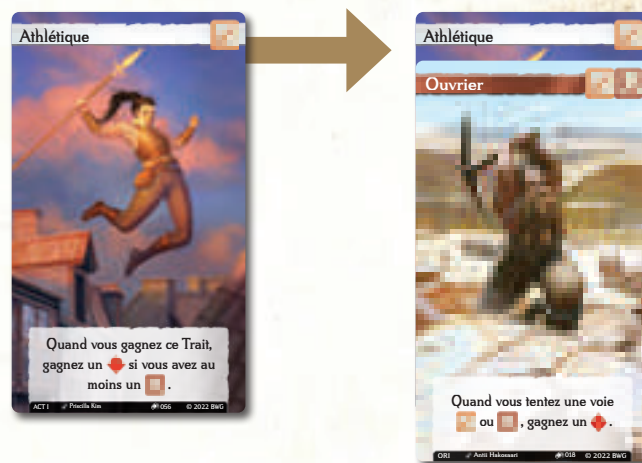 Athlétique
Quand vous gagnez ce Trait,
gagnez un si vous avez au
moins un .
ACT I Priscilla Kim 056 © 2022 BWG
Athlétique
Ouvrier
Quand vous tentez une voie
ou , gagnez un .
ORI Antti Hakosaari 018 © 2022 BWG